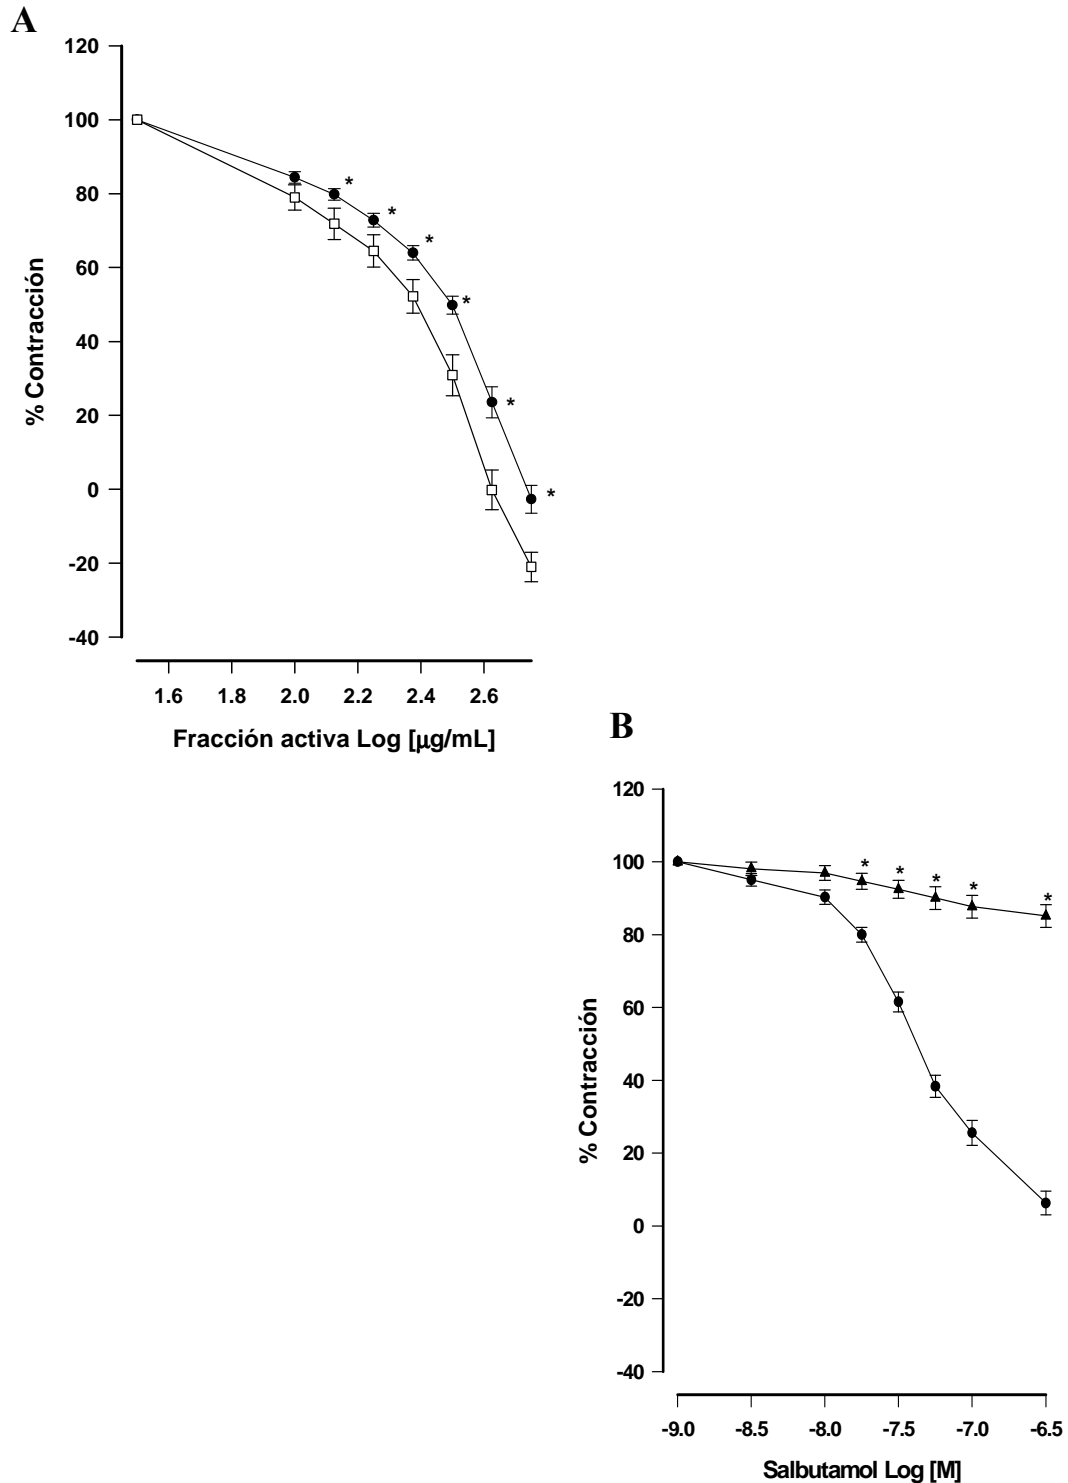 A
120
100
80
60
40
20
0
-20
-40
% Contracción
* * * * * * *
1.6 2.0 2.2 2.4 2.6
Fracción activa Log [µg/mL]
B
120
100
80
60
40
20
0
-20
-40
% Contracción
* * * * *
-9.0 -8.5 -8.0 -7.5 -7.0 -6.5
Salbutamol Log [M]